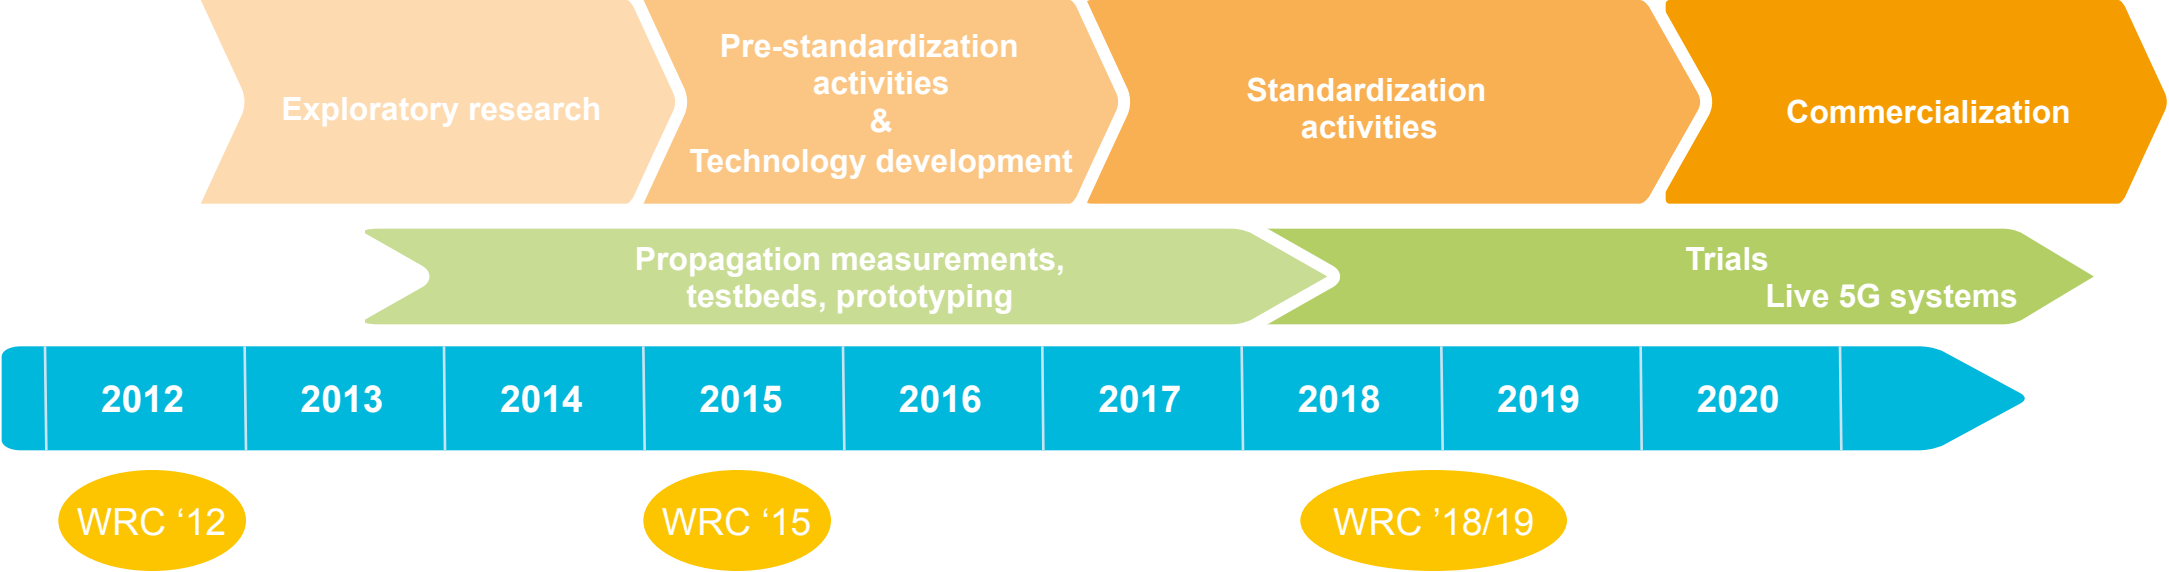 Exploratory research
Pre-standardization
activities
&
Technology development
Standardization
activities
Commercialization
Propagation measurements,
testbeds, prototyping
Trials
Live 5G systems
2012
2013
2014
2015
2016
2017
2018
2019
2020
WRC ‘12
WRC ‘15
WRC ’18/19